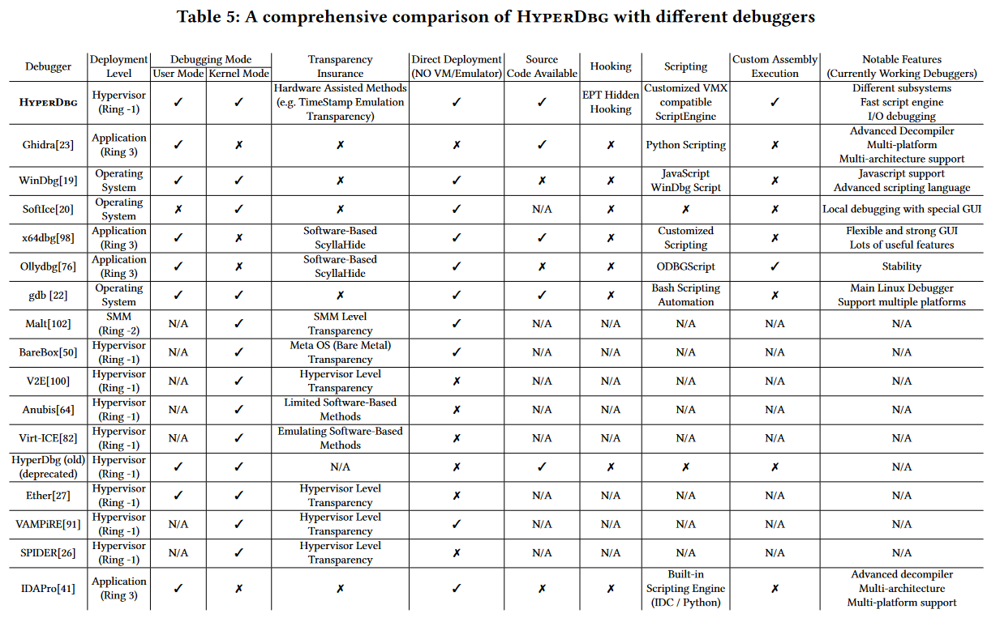 Table 5: A comprehensive comparison of HYPERDBG with different debuggers
Debugger | Deployment Level | Debugging Mode | Transparency Insurance | Direct Deployment (NO VM/Emulator) | Source Code Available | Hooking | Scripting | Custom Assembly Execution | Notable Features (Currently Working Debuggers)
User Mode | Kernel Mode
HYPERDBG | Hypervisor (Ring -1) | ✓ | ✓ | Hardware Assisted Methods (e.g. TimeStamp Emulation Transparency) | ✓ | ✓ | EPT Hidden Hooking | Customized VMX compatible ScriptEngine | ✓ | Different subsystems Fast script engine I/O debugging
Ghidra[23] | Application (Ring 3) | ✓ | ✗ | ✗ | ✗ | ✓ | ✗ | Python Scripting | ✗ | Advanced Decompiler Multi-platform Multi-architecture support
WinDbg[19] | Operating System | ✓ | ✓ | ✗ | ✓ | ✗ | ✗ | JavaScript WinDbg Script | ✗ | Javascript support Advanced scripting language
SoftIce[20] | Operating System | ✗ | ✓ | ✗ | ✓ | N/A | ✗ | ✗ | ✗ | Local debugging with special GUI
x64dbg[98] | Application (Ring 3) | ✓ | ✗ | Software-Based ScyllaHide | ✓ | ✓ | ✗ | Customized Scripting | ✗ | Flexible and strong GUI Lots of useful features
Ollydbg[76] | Application (Ring 3) | ✓ | ✗ | Software-Based ScyllaHide | ✓ | ✗ | ✗ | ODBGScript | ✓ | Stability
gdb [22] | Operating System | ✓ | ✓ | ✗ | ✓ | ✓ | ✗ | Bash Scripting Automation | ✗ | Main Linux Debugger Support multiple platforms
Malt[102] | SMM (Ring -2) | N/A | ✓ | SMM Level Transparency | ✓ | N/A | N/A | N/A | N/A | N/A
BareBox[50] | Hypervisor (Ring -1) | N/A | ✓ | Meta OS (Bare Metal) Transparency | ✓ | N/A | N/A | N/A | N/A | N/A
V2E[100] | Hypervisor (Ring -1) | N/A | ✓ | Hypervisor Level Transparency | ✗ | N/A | N/A | N/A | N/A | N/A
Anubis[64] | Hypervisor (Ring -1) | N/A | ✓ | Limited Software-Based Methods | ✗ | N/A | N/A | N/A | N/A | N/A
Virt-ICE[82] | Hypervisor (Ring -1) | N/A | ✓ | Emulating Software-Based Methods | ✗ | N/A | N/A | N/A | N/A | N/A
HyperDbg (old) (deprecated) | Hypervisor (Ring -1) | ✓ | ✓ | N/A | ✗ | ✓ | ✗ | ✗ | ✗ | N/A
Ether[27] | Hypervisor (Ring -1) | ✓ | ✓ | Hypervisor Level Transparency | ✗ | N/A | N/A | N/A | N/A | N/A
VAMPiRE[91] | Hypervisor (Ring -1) | N/A | ✓ | Hypervisor Level Transparency | ✓ | N/A | N/A | N/A | N/A | N/A
SPIDER[26] | Hypervisor (Ring -1) | N/A | ✓ | Hypervisor Level Transparency | ✗ | N/A | N/A | N/A | N/A | N/A
IDAPro[41] | Application (Ring 3) | ✓ | ✗ | ✗ | ✓ | ✗ | ✗ | Built-in Scripting Engine (IDC / Python) | ✗ | Advanced decompiler Multi-architecture Multi-platform support